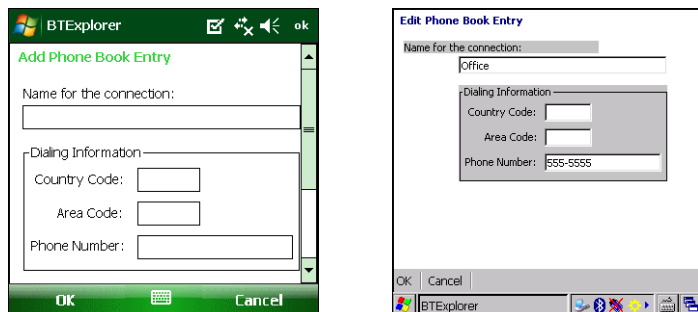 BTExplorer ok
Add Phone Book Entry
Name for the connection:
Dialing Information
Country Code:
Area Code:
Phone Number:
OK Cancel
Edit Phone Book Entry
Name for the connection:
Office
Dialing Information
Country Code:
Area Code:
Phone Number: 555-5555
OK Cancel
BTExplorer